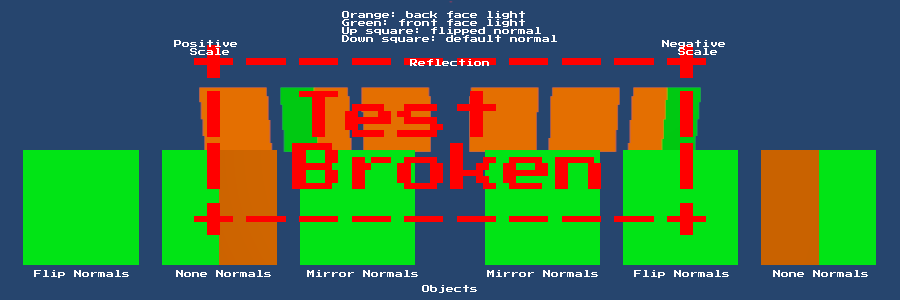 Orange: back face light
Green: front face light
Up square: flipped normal
Down square: default normal
Positive
Scale
Negative
Scale
Reflection
Test
Broken
Flip Normals
None Normals
Mirror Normals
Mirror Normals
Flip Normals
None Normals
Objects